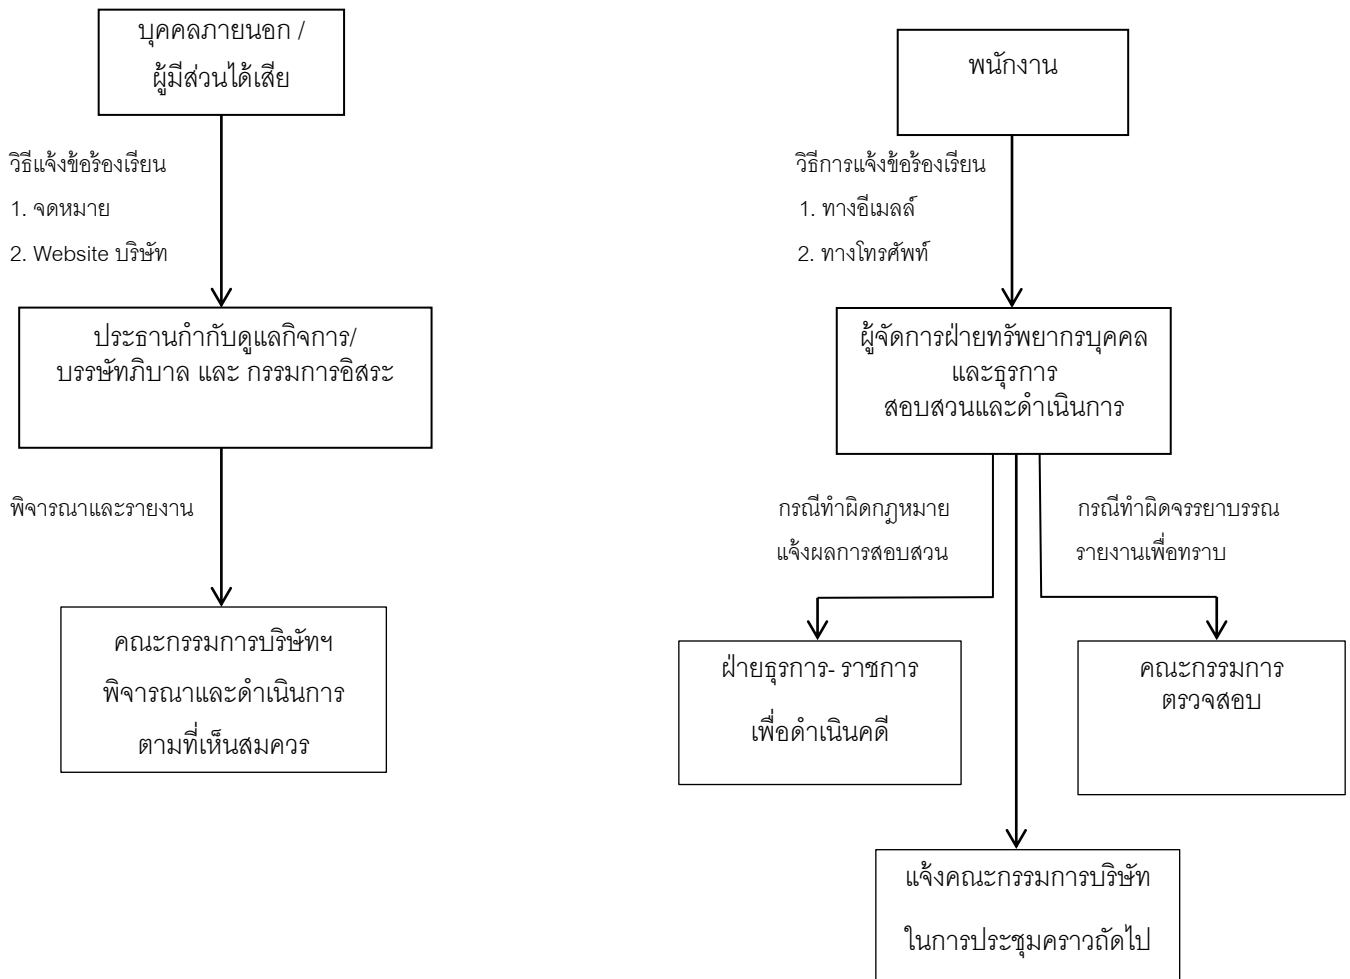 บุคคลภายนอก /
ผู้มีส่วนได้เสีย
วิธีแจ้งข้อร้องเรียน
1. จดหมาย
2. Website บริษัท
ประธานกำกับดูแลกิจการ/
บรรษัทภิบาล และ กรรมการอิสระ
พิจารณาและรายงาน
คณะกรรมการบริษัทฯ
พิจารณาและดำเนินการ
ตามที่เห็นสมควร
พนักงาน
วิธีการแจ้งข้อร้องเรียน
1. ทางอีเมลล์
2. ทางโทรศัพท์
ผู้จัดการฝ่ายทรัพยากรบุคคล
และธุรการ
สอบสวนและดำเนินการ
กรณีทำผิดกฎหมาย
แจ้งผลการสอบสวน
กรณีทำผิดจรรยาบรรณ
รายงานเพื่อทราบ
ฝ่ายธุรการ- ราชการ
เพื่อดำเนินคดี
คณะกรรมการ
ตรวจสอบ
แจ้งคณะกรรมการบริษัท
ในการประชุมคราวถัดไป